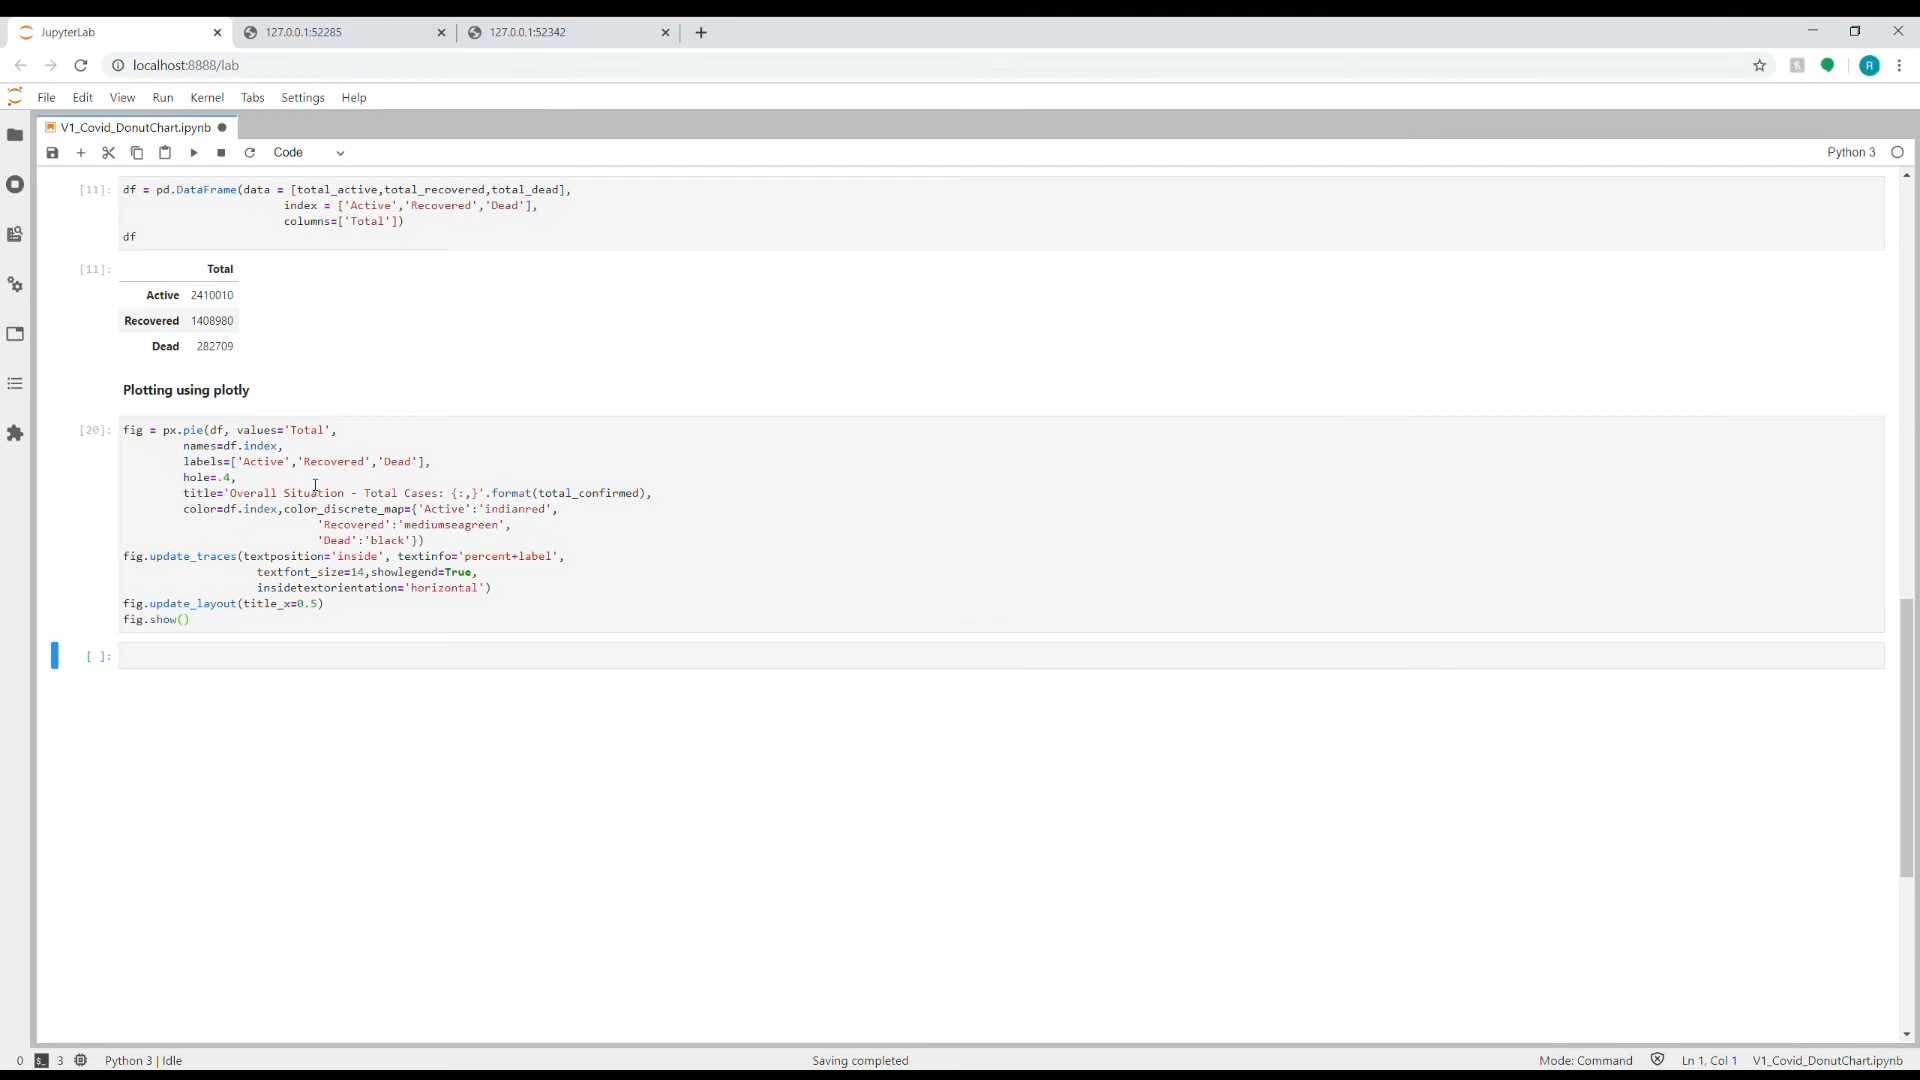 JupyterLab
127.0.0.1:52285
127.0.0.1:52342
localhost:8888/lab
R
File Edit View Run Kernel Tabs Settings Help
V1_Covid_DonutChart.ipynb
Code
Python 3
[11]: df = pd.DataFrame(data = [total_active,total_recovered,total_dead],
index = ['Active','Recovered','Dead'],
columns=['Total'])
df
[11]: Total
Active 2410010
Recovered 1408980
Dead 282709
Plotting using plotly
[20]: fig = px.pie(df, values='Total',
names=df.index,
labels=['Active','Recovered','Dead'],
hole=.4,
title='Overall Situation - Total Cases: {:,}'.format(total_confirmed),
color=df.index,color_discrete_map={'Active':'indianred',
'Recovered':'mediumseagreen',
'Dead':'black'})
fig.update_traces(textposition='inside', textinfo='percent+label',
textfont_size=14,showlegend=True,
insidetextorientation='horizontal')
fig.update_layout(title_x=0.5)
fig.show()
[ ]:
0 3 Python 3 | Idle Saving completed Mode: Command Ln 1, Col 1 V1_Covid_DonutChart.ipynb